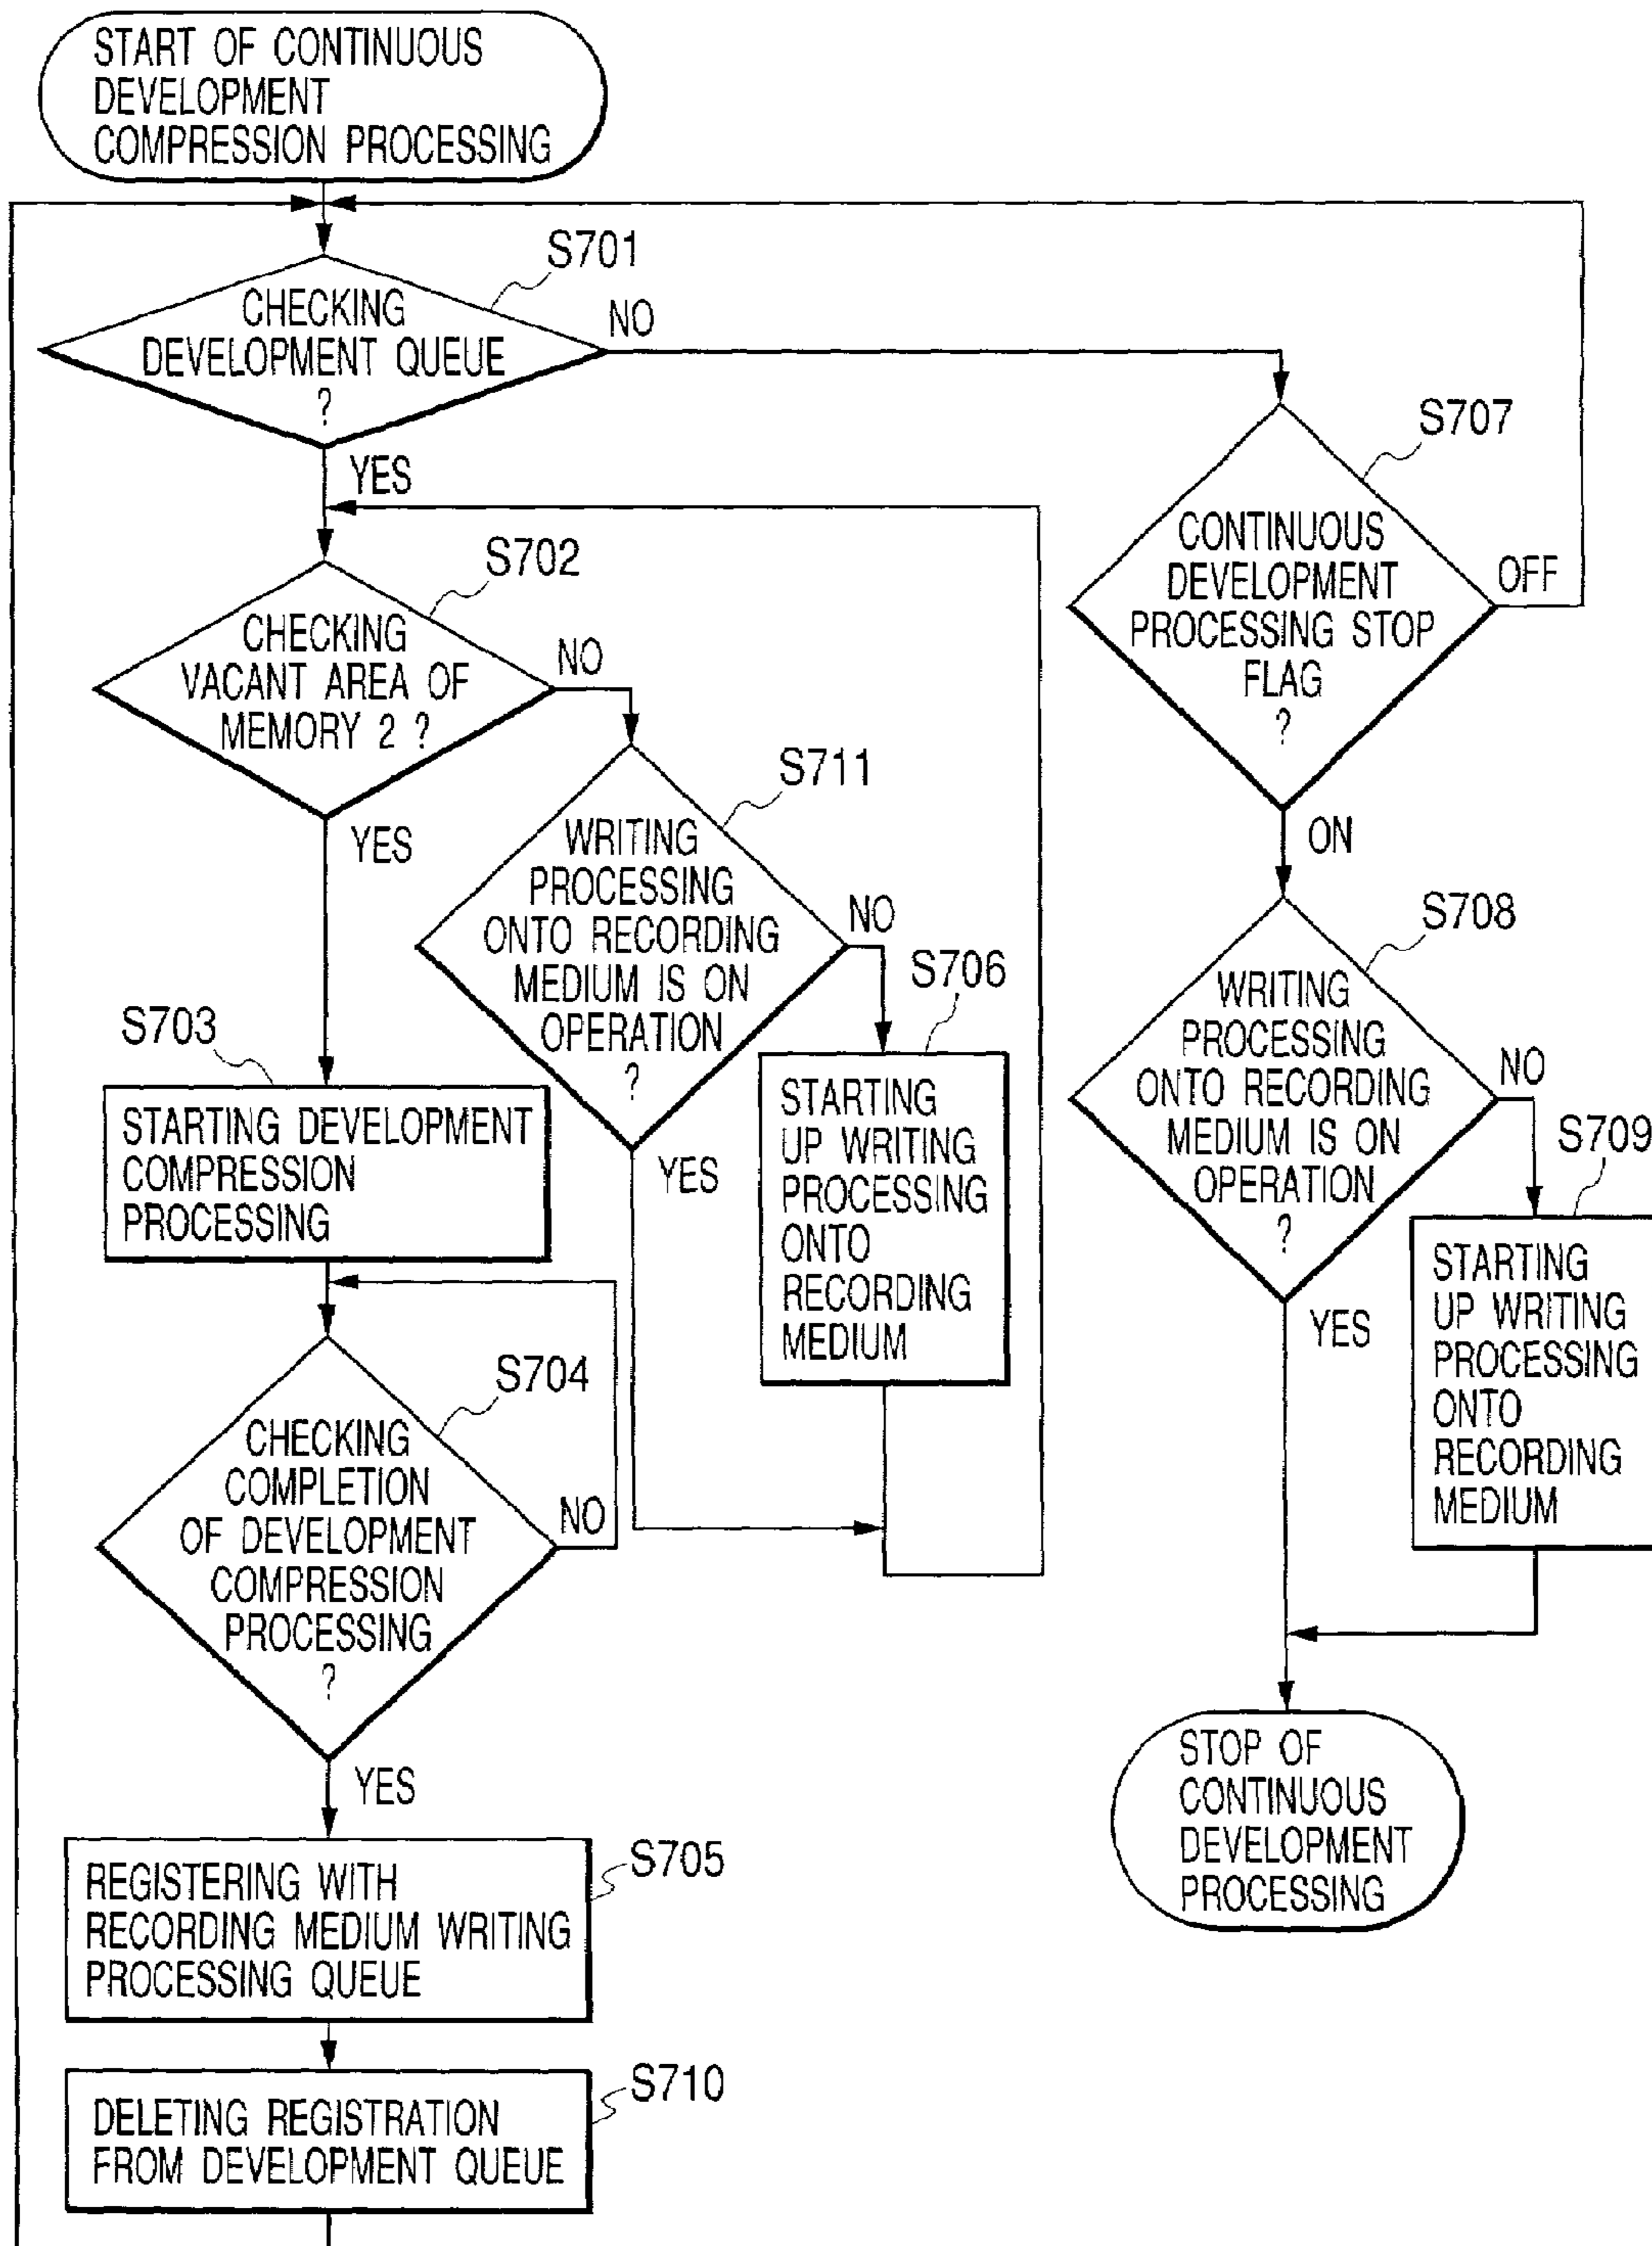 START OF CONTINUOUS
DEVELOPMENT
COMPRESSION PROCESSING
S701
CHECKING
DEVELOPMENT QUEUE
?
NO
YES
S707
CONTINUOUS
DEVELOPMENT
PROCESSING STOP
FLAG
?
OFF
ON
S702
CHECKING
VACANT AREA OF
MEMORY 2 ?
NO
YES
S711
WRITING
PROCESSING
ONTO RECORDING
MEDIUM IS ON
OPERATION
?
NO
YES
S706
STARTING
UP WRITING
PROCESSING
ONTO
RECORDING
MEDIUM
S708
WRITING
PROCESSING
ONTO RECORDING
MEDIUM IS ON
OPERATION
?
NO
YES
S709
STARTING
UP WRITING
PROCESSING
ONTO
RECORDING
MEDIUM
S703
STARTING DEVELOPMENT
COMPRESSION
PROCESSING
S704
CHECKING
COMPLETION
OF DEVELOPMENT
COMPRESSION
PROCESSING
?
NO
YES
STOP OF
CONTINUOUS
DEVELOPMENT
PROCESSING
S705
REGISTERING WITH
RECORDING MEDIUM WRITING
PROCESSING QUEUE
S710
DELETING REGISTRATION
FROM DEVELOPMENT QUEUE